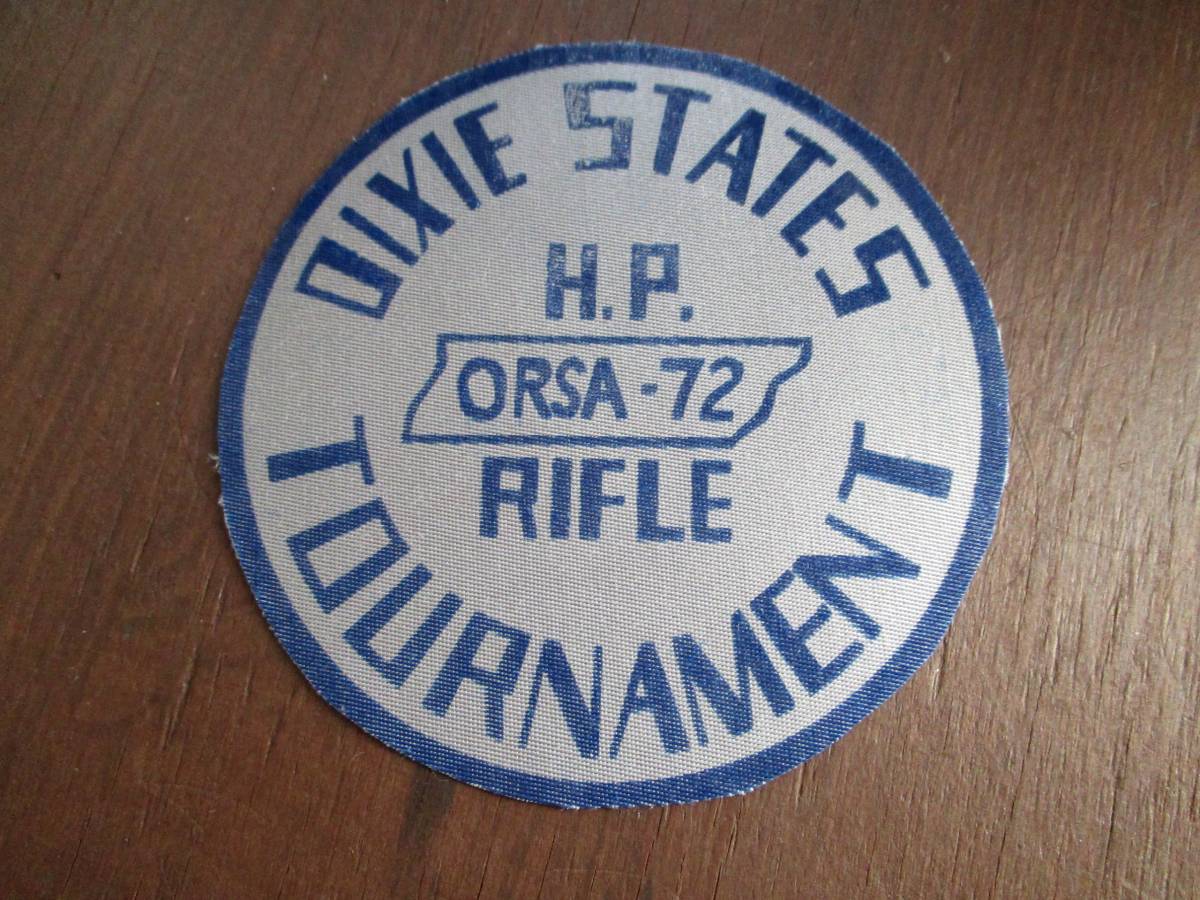 DIXIE STATES
H.P.
ORSA-72
RIFLE
TOURNAMENT